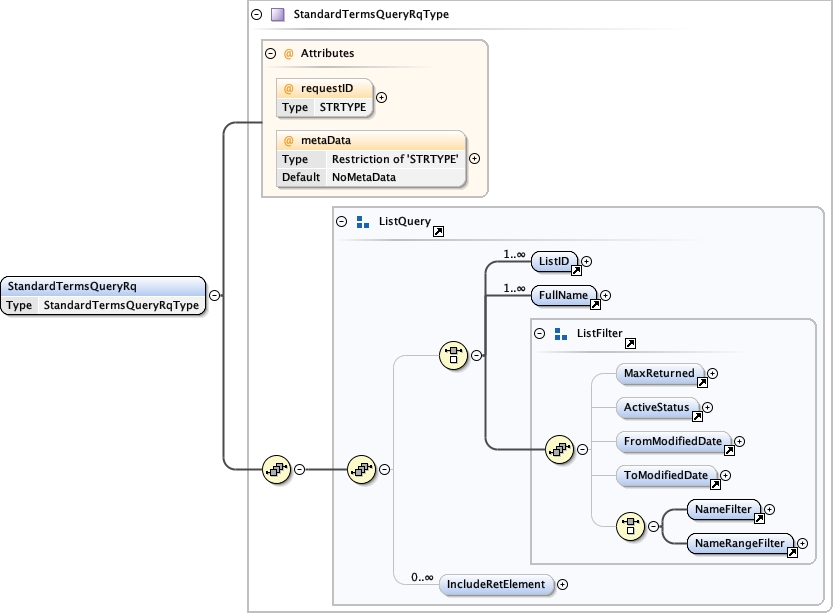 StandardTermsQueryRqType
@ Attributes
@ requestID
Type STRTYPE
@ metaData
Type Restriction of 'STRTYPE'
Default NoMetaData
ListQuery
1..∞
ListID
1..∞
FullName
StandardTermsQueryRq
Type StandardTermsQueryRqType
ListFilter
MaxReturned
ActiveStatus
FromModifiedDate
ToModifiedDate
NameFilter
NameRangeFilter
0..∞
IncludeRetElement